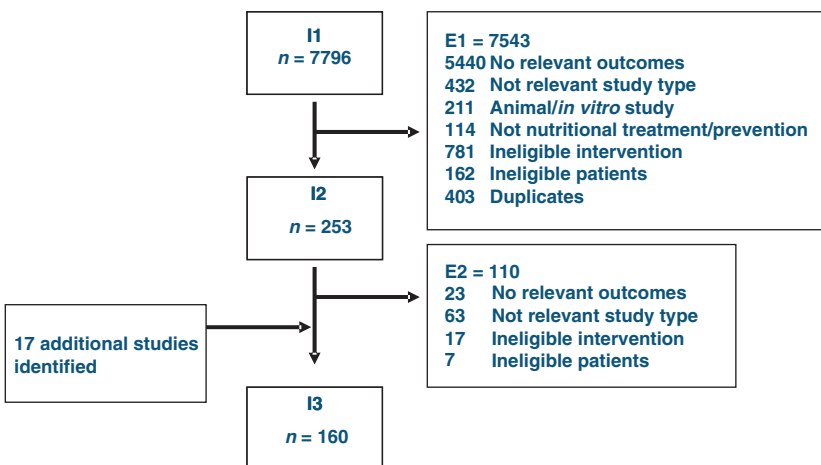 I1
n = 7796
E1 = 7543
5440 No relevant outcomes
432 Not relevant study type
211 Animal/in vitro study
114 Not nutritional treatment/prevention
781 Ineligible intervention
162 Ineligible patients
403 Duplicates
I2
n = 253
E2 = 110
23 No relevant outcomes
63 Not relevant study type
17 Ineligible intervention
7 Ineligible patients
17 additional studies
identified
I3
n = 160